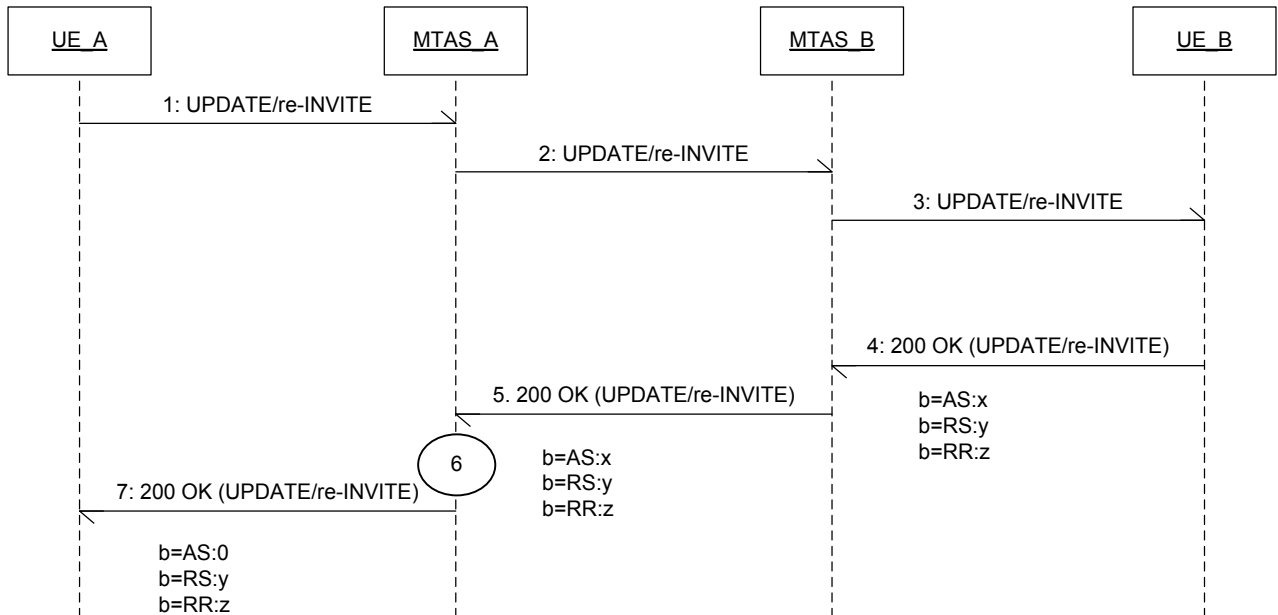 UE_A
MTAS_A
MTAS_B
UE_B
1: UPDATE/re-INVITE
2: UPDATE/re-INVITE
3: UPDATE/re-INVITE
4: 200 OK (UPDATE/re-INVITE)
b=AS:x
b=RS:y
b=RR:z
5. 200 OK (UPDATE/re-INVITE)
b=AS:x
b=RS:y
b=RR:z
6
7: 200 OK (UPDATE/re-INVITE)
b=AS:0
b=RS:y
b=RR:z